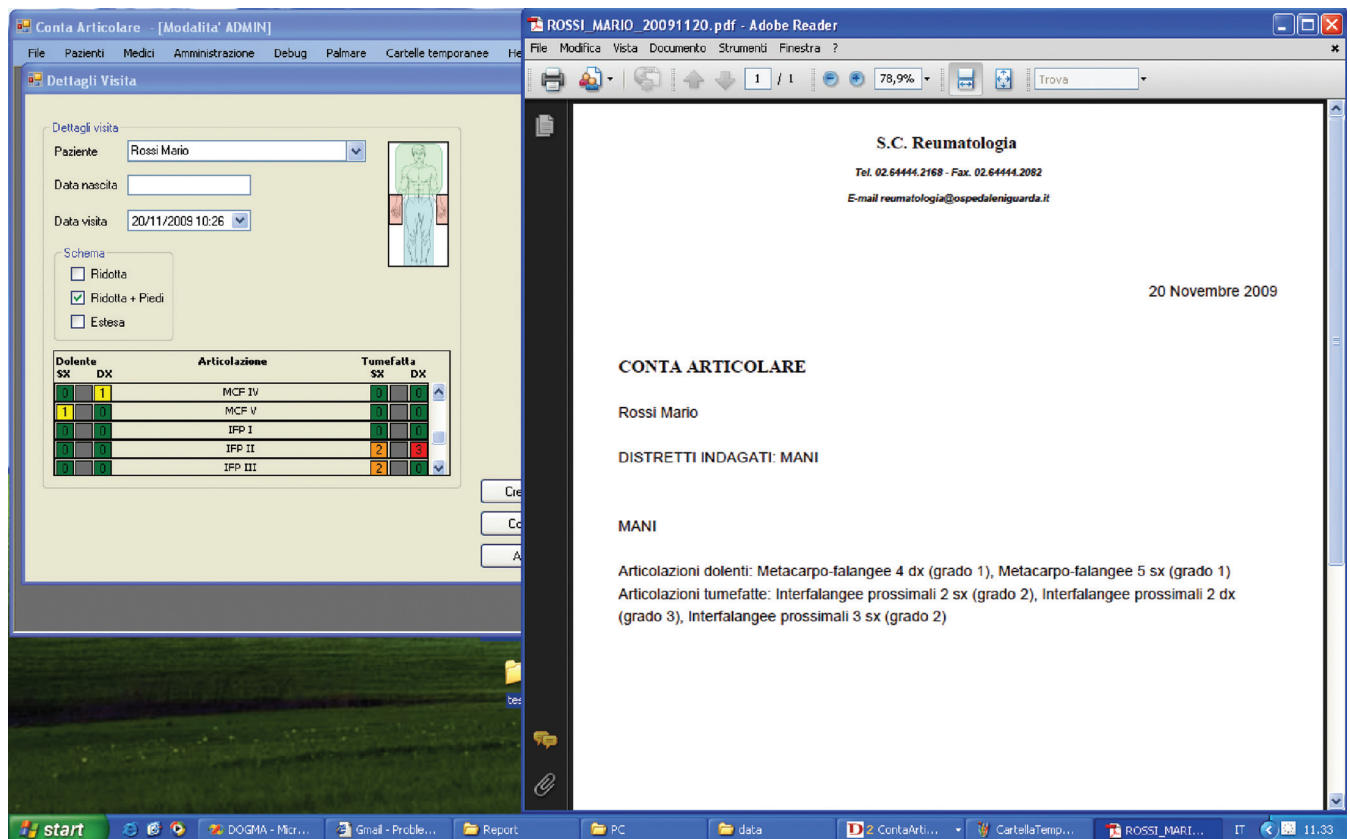 Conta Articolare - [Modalita' ADMIN]
File Pazienti Medici Amministrazione Debug Palmare Cartelle temporanee He
Dettagli Visita
Dettagli visita
Paziente Rossi Mario
Data nascita
Data visita 20/11/2009 10:26
Schema
Ridotta
Ridotta + Piedi
Estesa
Dolente Articolazione Tumefatta
SX DX SX DX
0 1 MCF IV 0 0
1 0 MCF V 0 0
0 0 IFP I 0 0
0 0 IFP II 2 3
0 0 IFP III 2 0
Cre
Co
A
tes
ROSSI_MARIO_20091120.pdf - Adobe Reader
File Modifica Vista Documento Strumenti Finestra ?
1 / 1 78,9% Trova
S.C. Reumatologia
Tel. 02.64444.2168 - Fax. 02.64444.2082
E-mail reumatologia@ospedaleniguarda.it
20 Novembre 2009
CONTA ARTICOLARE
Rossi Mario
DISTRETTI INDAGATI: MANI
MANI
Articolazioni dolenti: Metacarpo-falangee 4 dx (grado 1), Metacarpo-falangee 5 sx (grado 1)
Articolazioni tumefatte: Interfalangee prossimali 2 sx (grado 2), Interfalangee prossimali 2 dx
(grado 3), Interfalangee prossimali 3 sx (grado 2)
start DOGMA - Micr... Gmail - Proble... Report PC data 2 ContaArti... CartellaTemp... ROSSI_MARI... IT 11.33